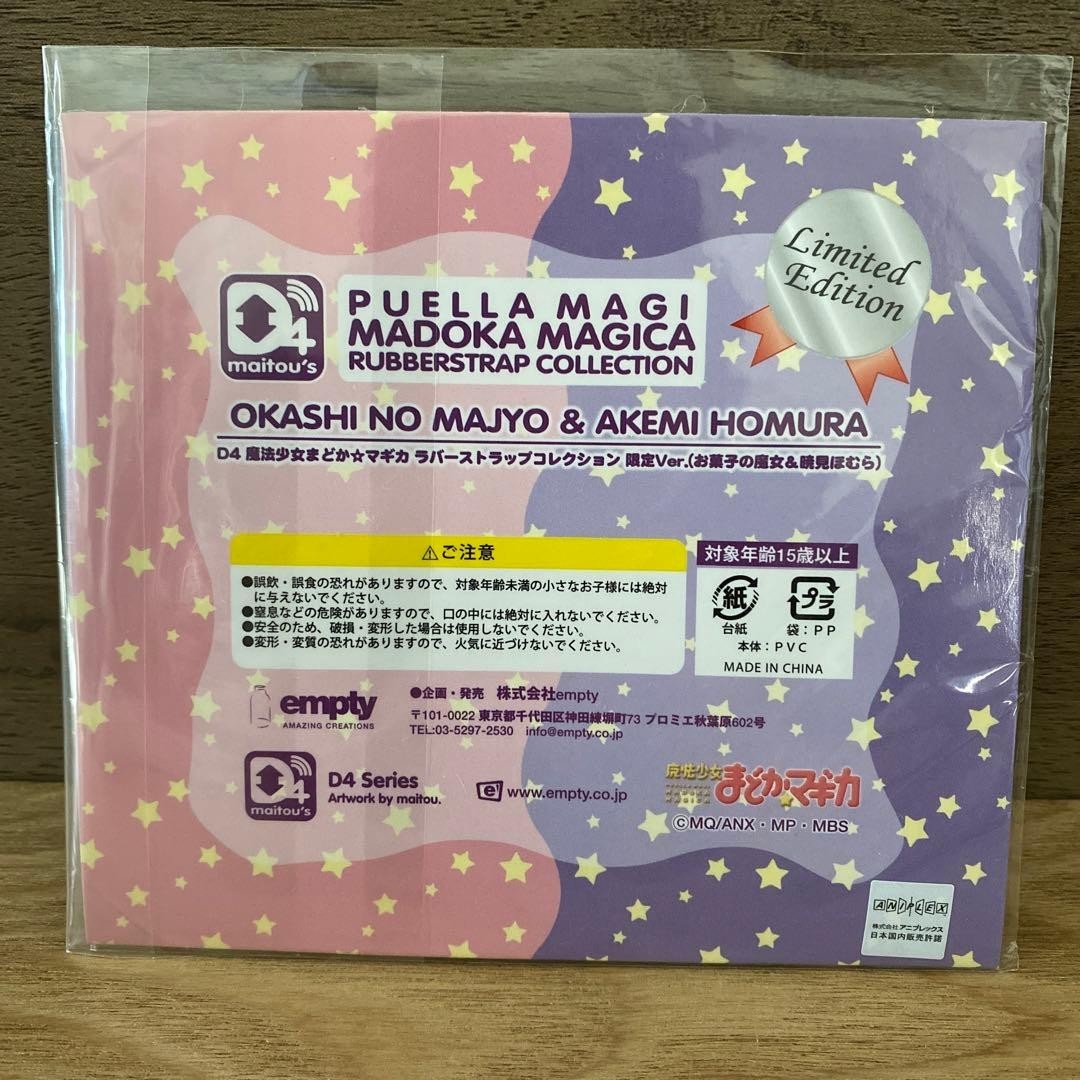 Limited
Edition
D4
maitou's
PUELLA MAGI
MADOKA MAGICA
RUBBERSTRAP COLLECTION
OKASHI NO MAJYO & AKEMI HOMURA
D4 魔法少女まどか☆マギカ ラバーストラップコレクション 限定Ver.(お菓子の魔女&暁見ほむら)
⚠ご注意
●誤飲・誤食の恐れがありますので、対象年齢未満の小さなお子様には絶対
に与えないでください。
●窒息などの危険がありますので、口の中には絶対に入れないでください。
●安全のため、破損・変形した場合は使用しないでください。
●変形・変質の恐れがありますので、火気に近づけないでください。
対象年齢15歳以上
紙
プラ
台紙
袋:PP
本体:PVC
MADE IN CHINA
empty
AMAZING CREATIONS
●企画・発売 株式会社empty
〒101-0022 東京都千代田区神田練塀町73 プロミエ秋葉原602号
TEL:03-5297-2530 info@empty.co.jp
D4
maitou's
D4 Series
Artwork by maitou.
e
www.empty.co.jp
魔法少女
まどか☆マギカ
MADOKA
MAGICA
©MQ/ANX・MP・MBS
ANIPLEX
株式会社 アニプレックス
日本国内販売許諾